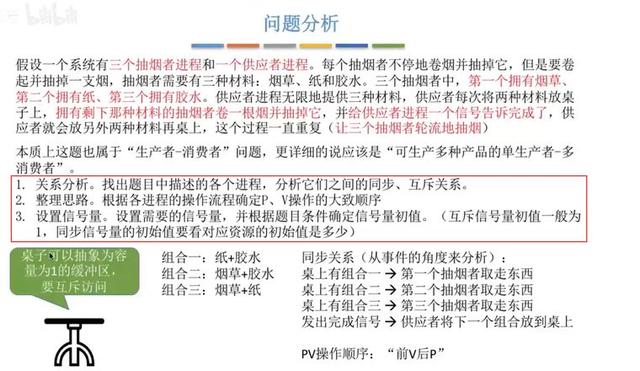 bilibili
问题分析
假设一个系统有三个抽烟者进程和一个供应者进程。每个抽烟者不停地卷烟并抽掉它，但是要卷
起并抽掉一支烟，抽烟者需要有三种材料：烟草、纸和胶水。三个抽烟者中，第一个拥有烟草、
第二个拥有纸、第三个拥有胶水。供应者进程无限地提供三种材料，供应者每次将两种材料放桌
子上，拥有剩下那种材料的抽烟者卷一根烟并抽掉它，并给供应者进程一个信号告诉完成了，供
应者就会放另外两种材料再桌上，这个过程一直重复（让三个抽烟者轮流地抽烟）
本质上这题也属于“生产者-消费者”问题，更详细的说应该是“可生产多种产品的单生产者-多
消费者”。
1. 关系分析。找出题目中描述的各个进程，分析它们之间的同步、互斥关系。
2. 整理思路。根据各进程的操作流程确定P、V操作的大致顺序
3. 设置信号量。设置需要的信号量，并根据题目条件确定信号量初值。（互斥信号量初值一般为
1，同步信号量的初始值要看对应资源的初始值是多少）
桌子可以抽象为容
量为1的缓冲区，
要互斥访问
组合一：纸+胶水
组合二：烟草+胶水
组合三：烟草+纸
同步关系（从事件的角度来分析）：
桌上有组合一 → 第一个抽烟者取走东西
桌上有组合二 → 第二个抽烟者取走东西
桌上有组合三 → 第三个抽烟者取走东西
发出完成信号 → 供应者将下一个组合放到桌上
PV操作顺序：“前V后P”